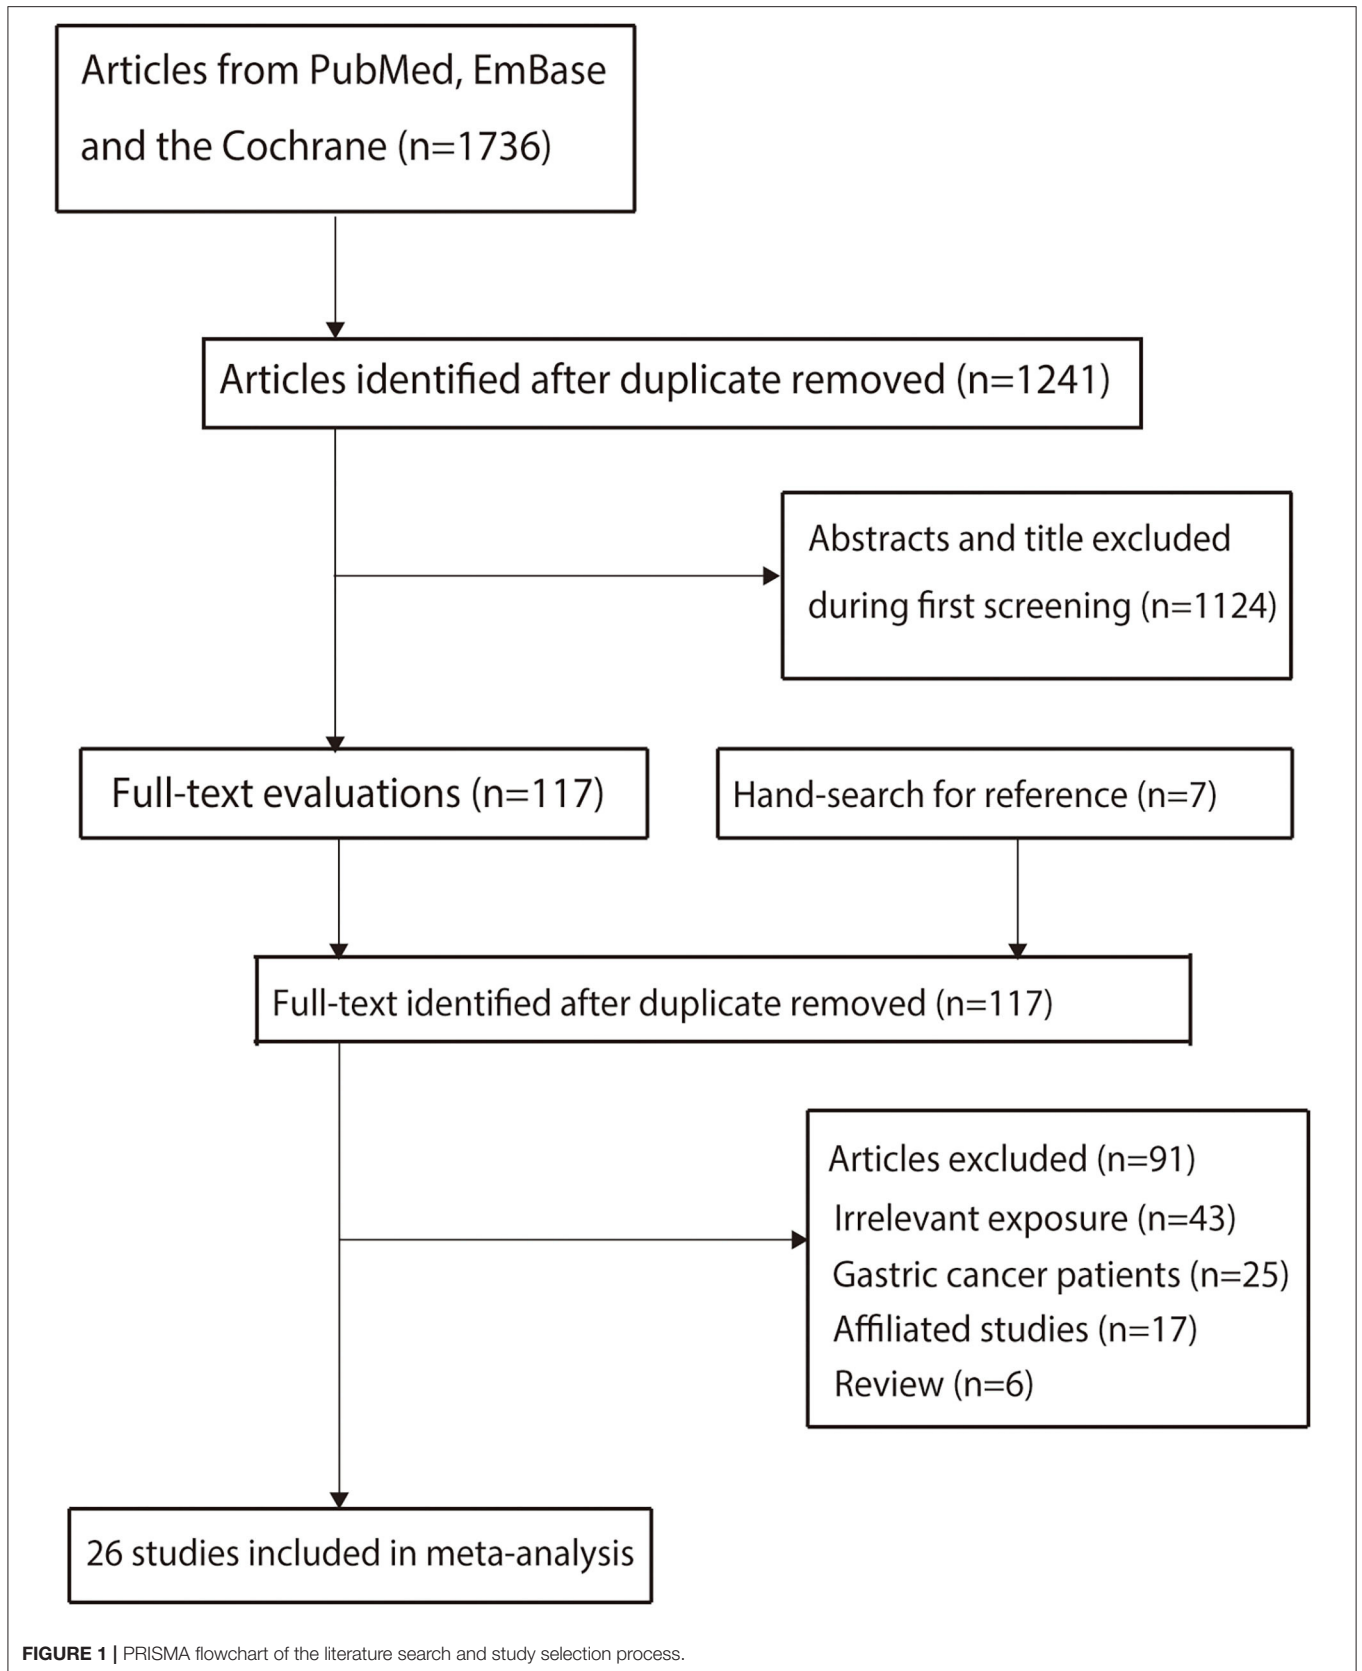 Articles from PubMed, EmBase
and the Cochrane (n=1736)
Articles identified after duplicate removed (n=1241)
Abstracts and title excluded
during first screening (n=1124)
Full-text evaluations (n=117)
Hand-search for reference (n=7)
Full-text identified after duplicate removed (n=117)
Articles excluded (n=91)
Irrelevant exposure (n=43)
Gastric cancer patients (n=25)
Affiliated studies (n=17)
Review (n=6)
26 studies included in meta-analysis
FIGURE 1 | PRISMA flowchart of the literature search and study selection process.